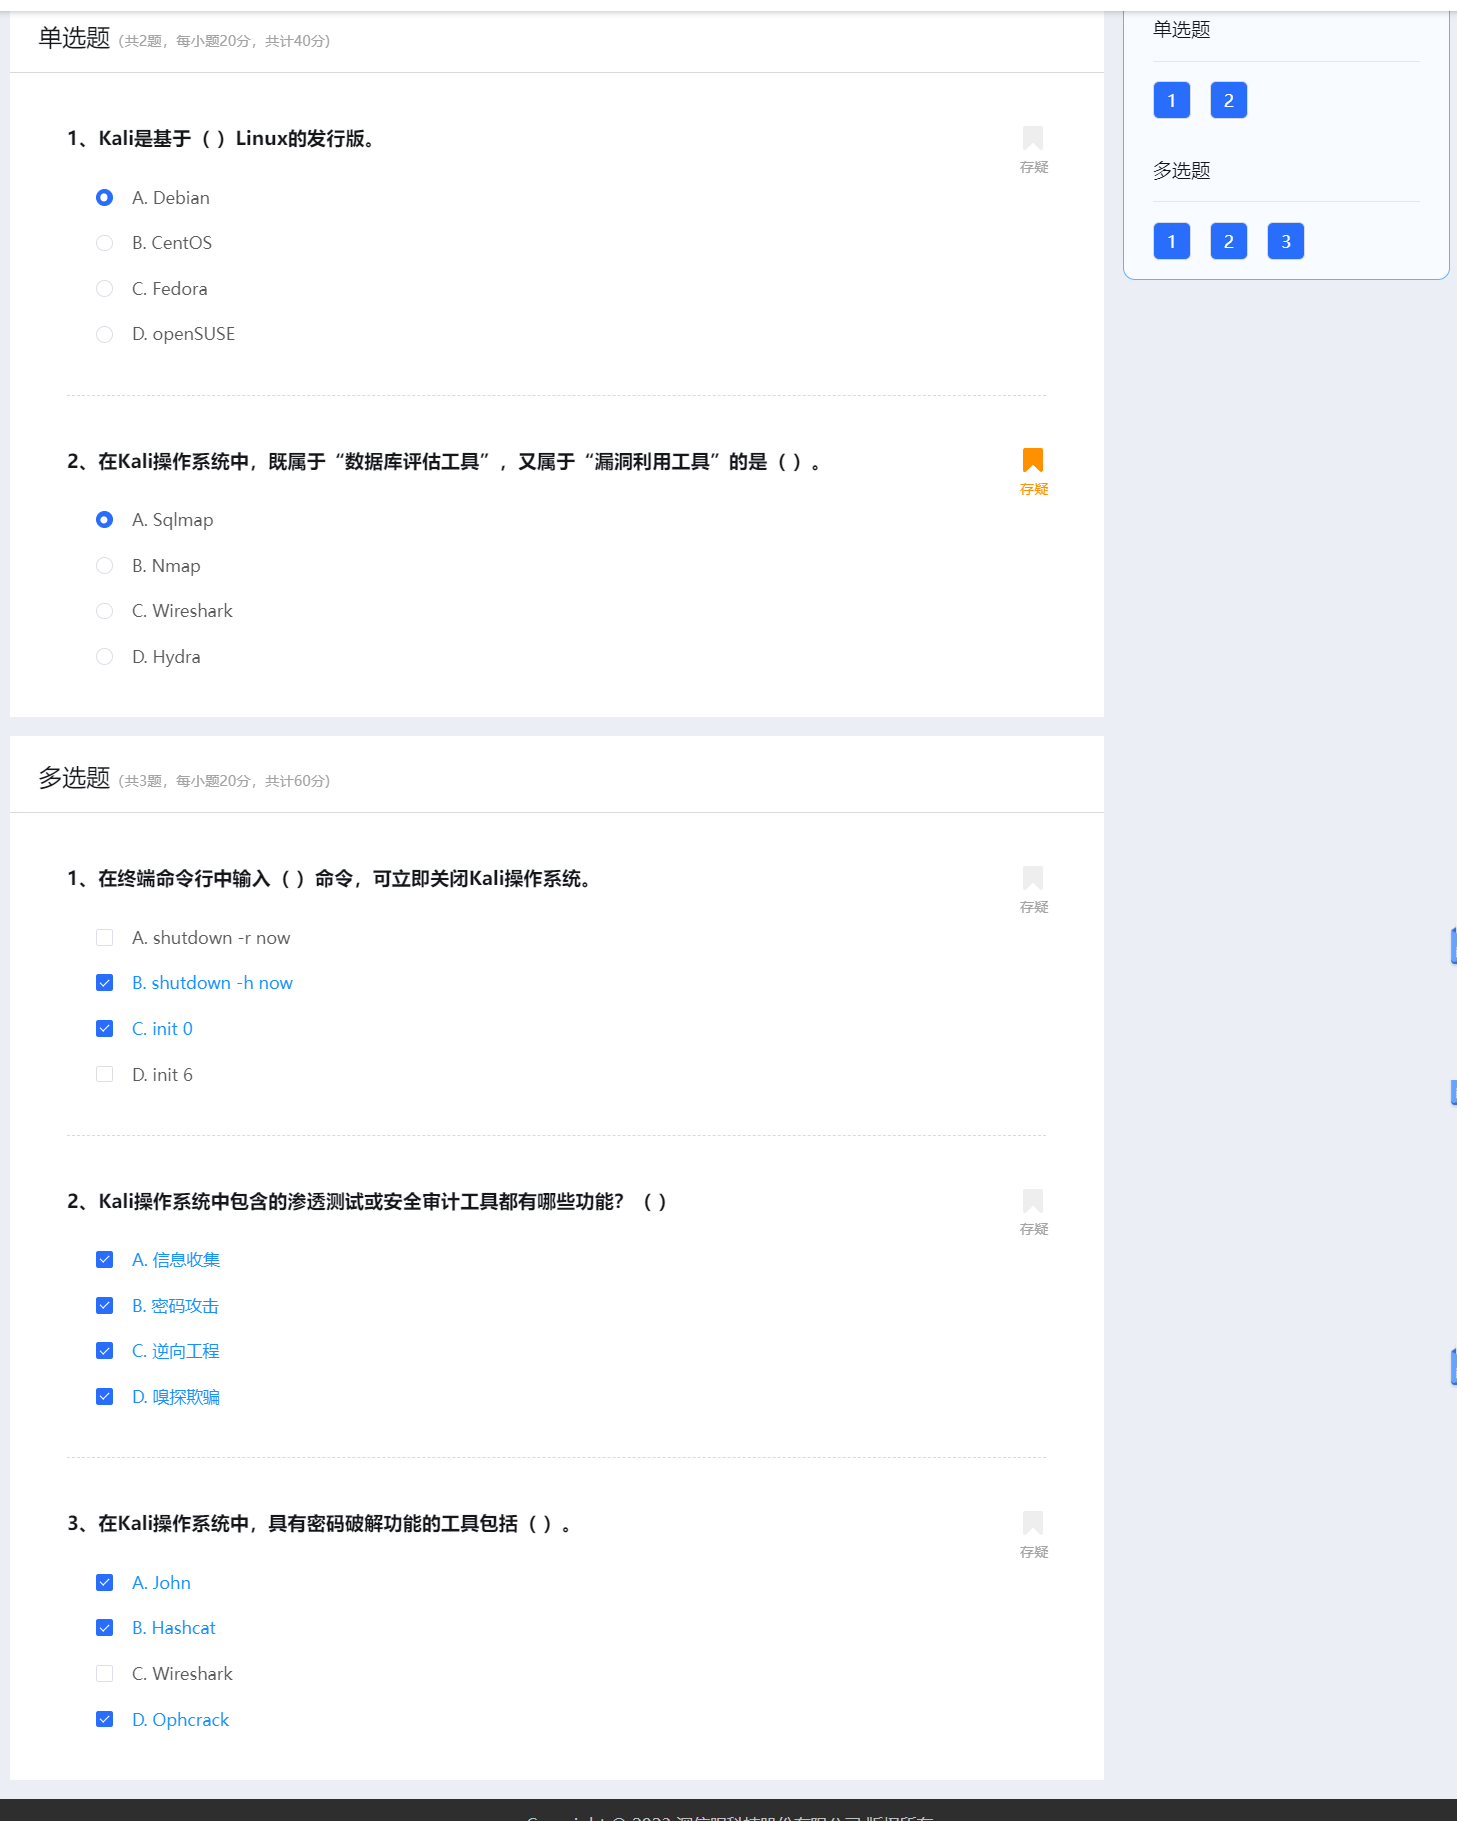 单选题 (共2题，每小题20分，共计40分)
1、Kali是基于（ ）Linux的发行版。
存疑
A. Debian
B. CentOS
C. Fedora
D. openSUSE
2、在Kali操作系统中，既属于“数据库评估工具”，又属于“漏洞利用工具”的是（ ）。
存疑
A. Sqlmap
B. Nmap
C. Wireshark
D. Hydra
多选题 (共3题，每小题20分，共计60分)
1、在终端命令行中输入（ ）命令，可立即关闭Kali操作系统。
存疑
A. shutdown -r now
B. shutdown -h now
C. init 0
D. init 6
2、Kali操作系统中包含的渗透测试或安全审计工具都有哪些功能？（ ）
存疑
A. 信息收集
B. 密码攻击
C. 逆向工程
D. 嗅探欺骗
3、在Kali操作系统中，具有密码破解功能的工具包括（ ）。
存疑
A. John
B. Hashcat
C. Wireshark
D. Ophcrack
单选题
1 2
多选题
1 2 3